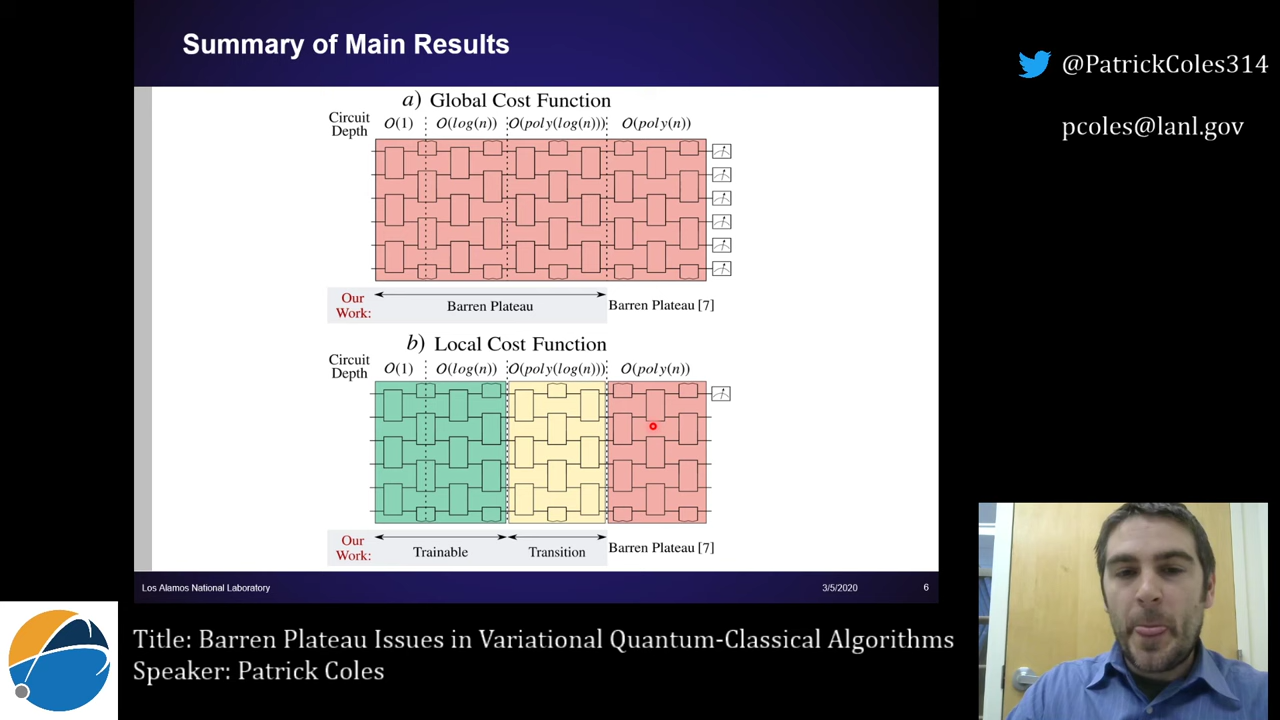 Summary of Main Results
@PatrickColes314
pcoles@lanl.gov
a) Global Cost Function
Circuit Depth
O(1) O(log(n)) O(poly(log(n))) O(poly(n))
Our Work:
Barren Plateau
Barren Plateau [7]
b) Local Cost Function
Circuit Depth
O(1) O(log(n)) O(poly(log(n))) O(poly(n))
Our Work:
Trainable
Transition
Barren Plateau [7]
Los Alamos National Laboratory
3/5/2020
6
Title: Barren Plateau Issues in Variational Quantum-Classical Algorithms
Speaker: Patrick Coles